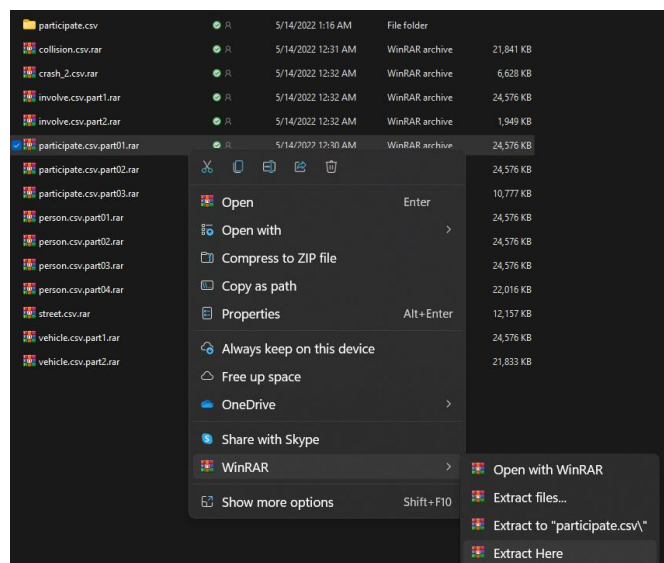 participate.csv 5/14/2022 1:16 AM File folder
collision.csv.rar 5/14/2022 12:31 AM WinRAR archive 21,841 KB
crash_2.csv.rar 5/14/2022 12:32 AM WinRAR archive 6,628 KB
involve.csv.part1.rar 5/14/2022 12:32 AM WinRAR archive 24,576 KB
involve.csv.part2.rar 5/14/2022 12:32 AM WinRAR archive 1,949 KB
participate.csv.part01.rar 5/14/2022 12:30 AM WinRAR archive 24,576 KB
participate.csv.part02.rar 24,576 KB
participate.csv.part03.rar 10,777 KB
person.csv.part01.rar 24,576 KB
person.csv.part02.rar 24,576 KB
person.csv.part03.rar 24,576 KB
person.csv.part04.rar 22,016 KB
street.csv.rar 12,157 KB
vehicle.csv.part1.rar 24,576 KB
vehicle.csv.part2.rar 21,833 KB
Open Enter
Open with
Compress to ZIP file
Copy as path
Properties Alt+Enter
Always keep on this device
Free up space
OneDrive
Share with Skype
WinRAR
Show more options Shift+F10
Open with WinRAR
Extract files...
Extract to "participate.csv\"
Extract Here